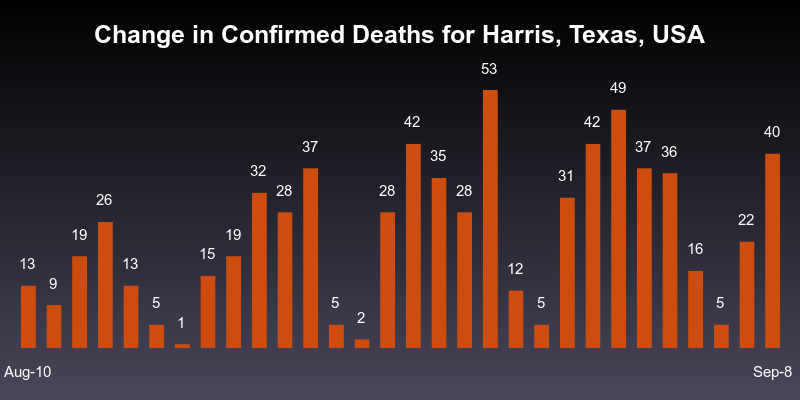 Change in Confirmed Deaths for Harris, Texas, USA
13 9 19 26 13 5 1 15 19 32 28 37 5 2 28 42 35 28 53 12 5 31 42 49 37 36 16 5 22 40
Aug-10 Sep-8